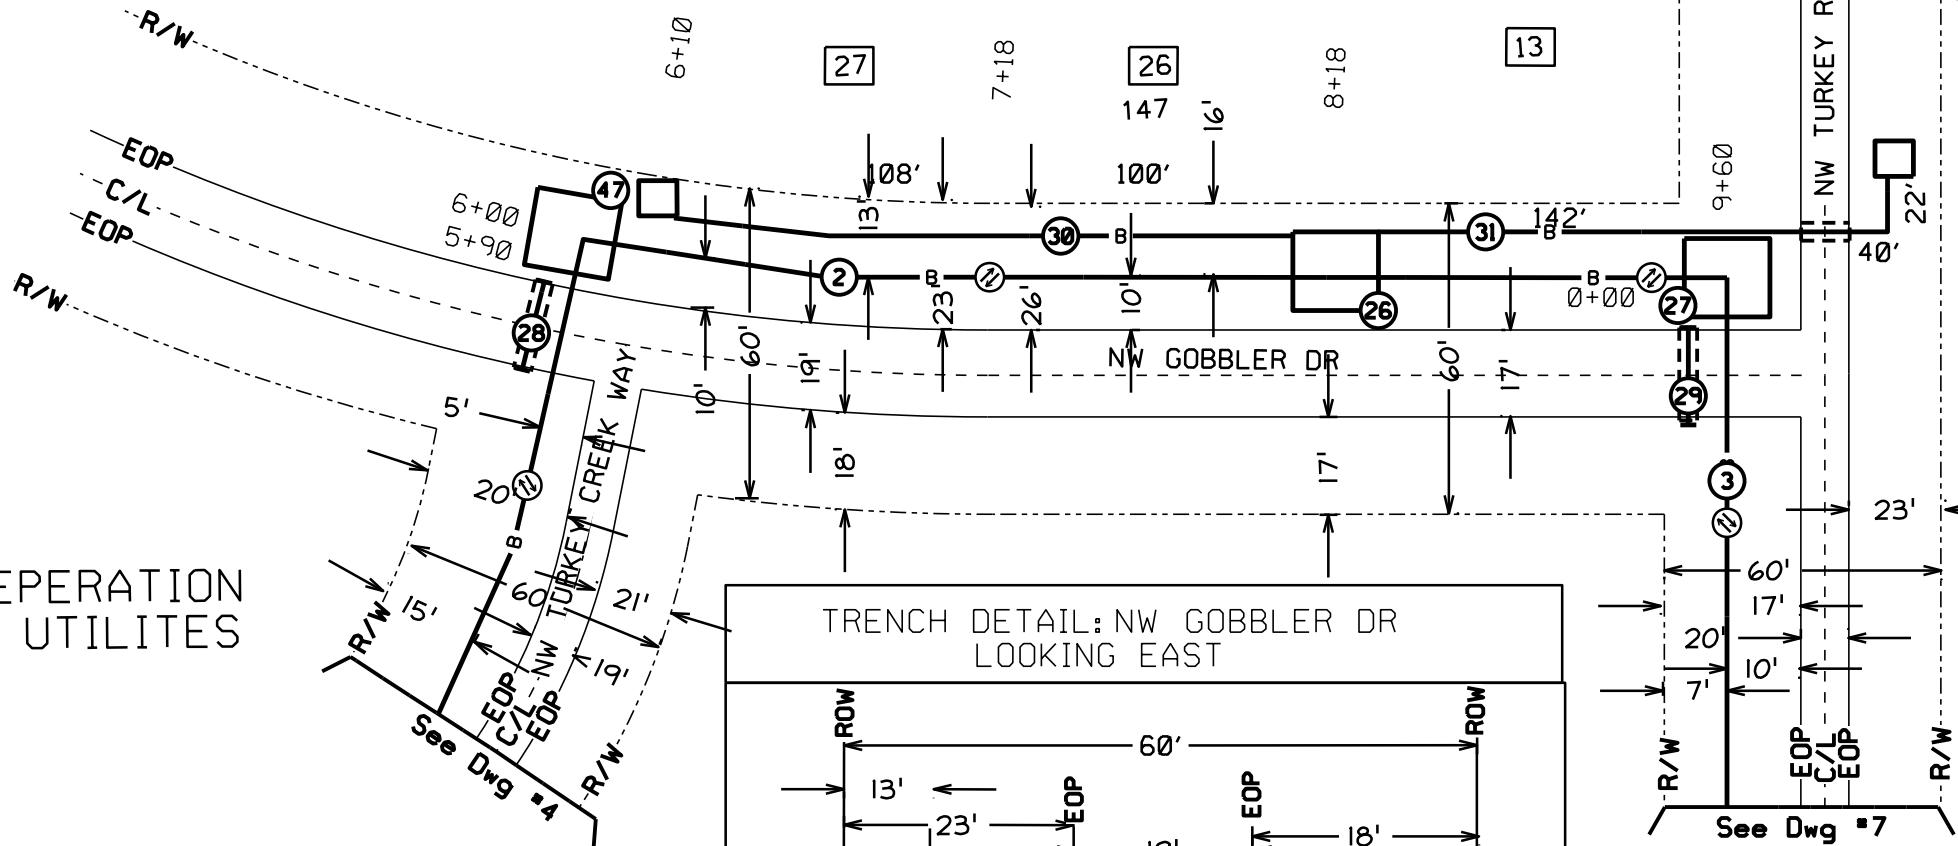 R/W
6+10
27
7+18
26
147
16'
8+18
13
NW TURKEY R
EOP
C/L
EOP
R/W
47
6+00
5+90
108'
13'
100'
142'
9+60
22'
40'
30
B
31
B
2
B
23'
26'
10'
B
0+00
27
26
28
10'
60'
19'
NW GOBBLER DR
60'
17'
29
5'
20'
B
NW TURKEY CREEK WAY
18'
17'
3
23'
EPERATION
UTILITES
15'
60'
21'
19'
R/W
60'
17'
20'
10'
7'
TRENCH DETAIL: NW GOBBLER DR
LOOKING EAST
EOP
C/L
EOP
R/W
See Dwg #4
ROW
ROW
60'
13'
EOP
EOP
23'
18'
R/W
EOP
C/L
EOP
R/W
See Dwg #7